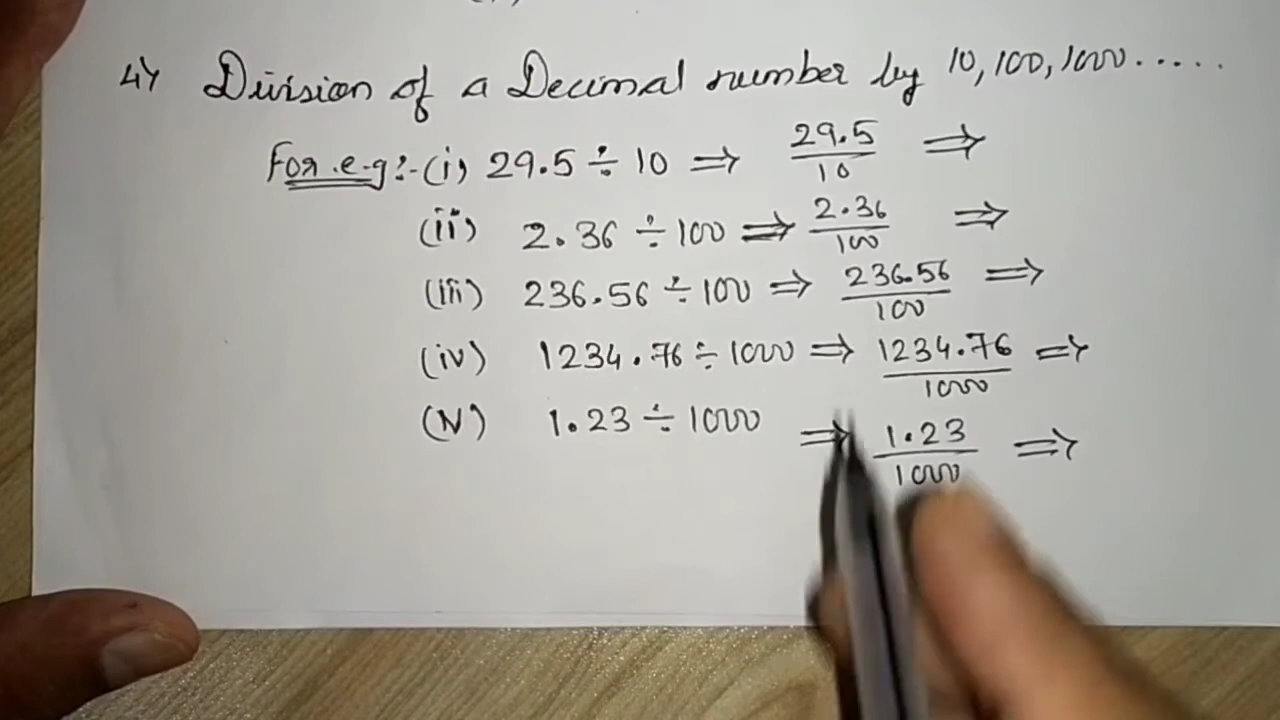 4) Division of a Decimal number by 10, 100, 1000.....
For e.g:- (i) 29.5 ÷ 10 ⇒ 29.5/10 ⇒
(ii) 2.36 ÷ 100 ⇒ 2.36/100 ⇒
(iii) 236.56 ÷ 100 ⇒ 236.56/100 ⇒
(iv) 1234.76 ÷ 1000 ⇒ 1234.76/1000 ⇒
(v) 1.23 ÷ 1000 ⇒ 1.23/1000 ⇒